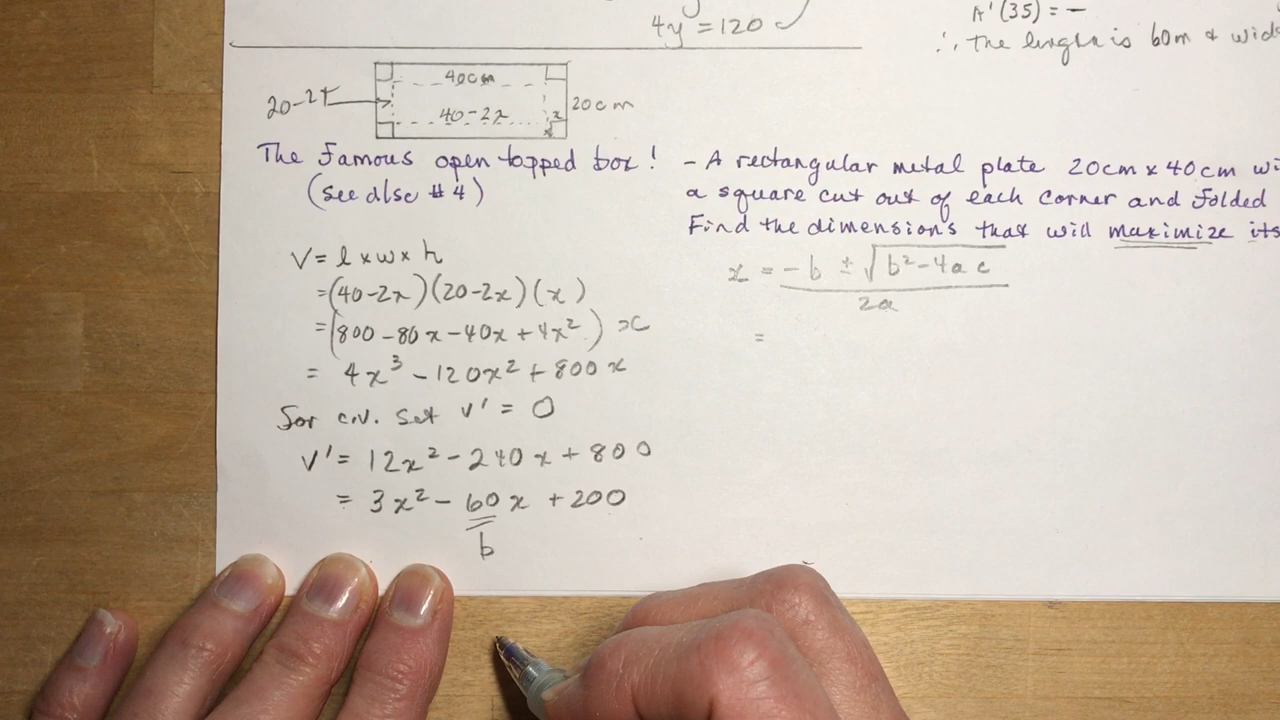 4y = 120
A'(35) = -
∴ the length is 60m & wid
40cm
20-2x
40-2x
x
20cm
x
The Famous open topped box!
(see dlse #4)
- A rectangular metal plate 20cm x 40cm wi
a square cut out of each corner and folded
Find the dimensions that will maximize its
V = l x w x h
= (40-2x)(20-2x)(x)
= (800 - 80x - 40x + 4x²) x
= 4x³ - 120x² + 800x
for c.v. set v' = 0
v' = 12x² - 240x + 800
= 3x² - 60x + 200
b
x = -b ± √b²-4ac
2a
=